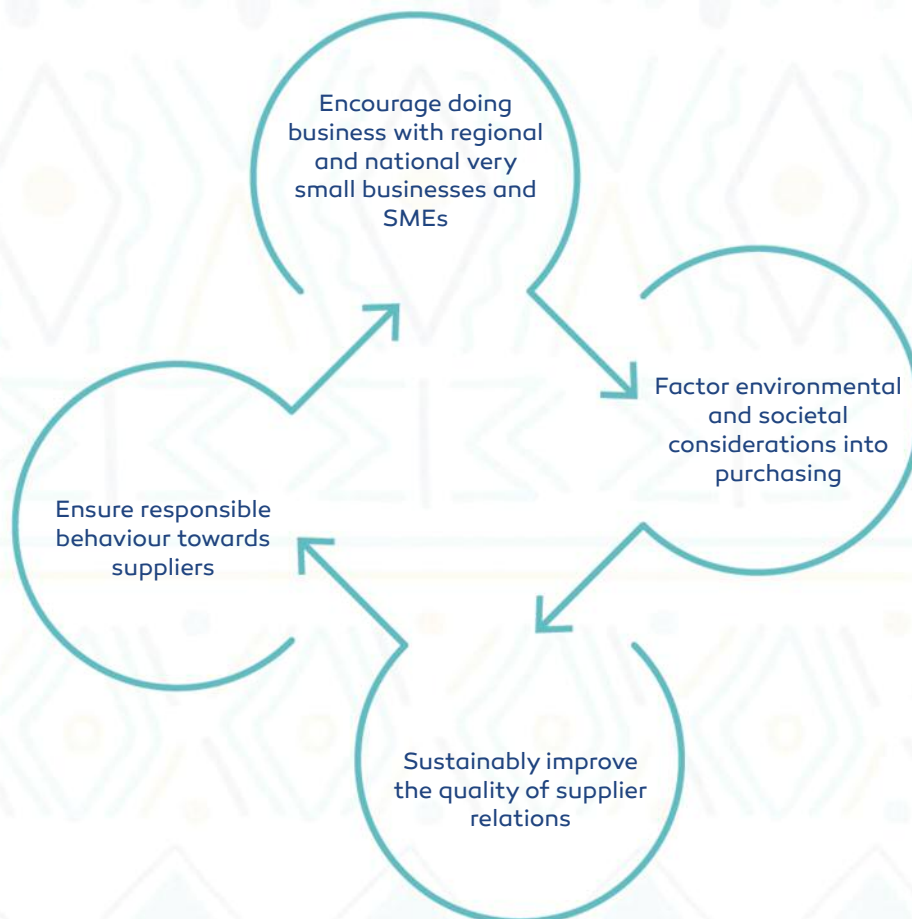 Encourage doing
business with regional
and national very
small businesses and
SMEs
Factor environmental
and societal
considerations into
purchasing
Ensure responsible
behaviour towards
suppliers
Sustainably improve
the quality of supplier
relations